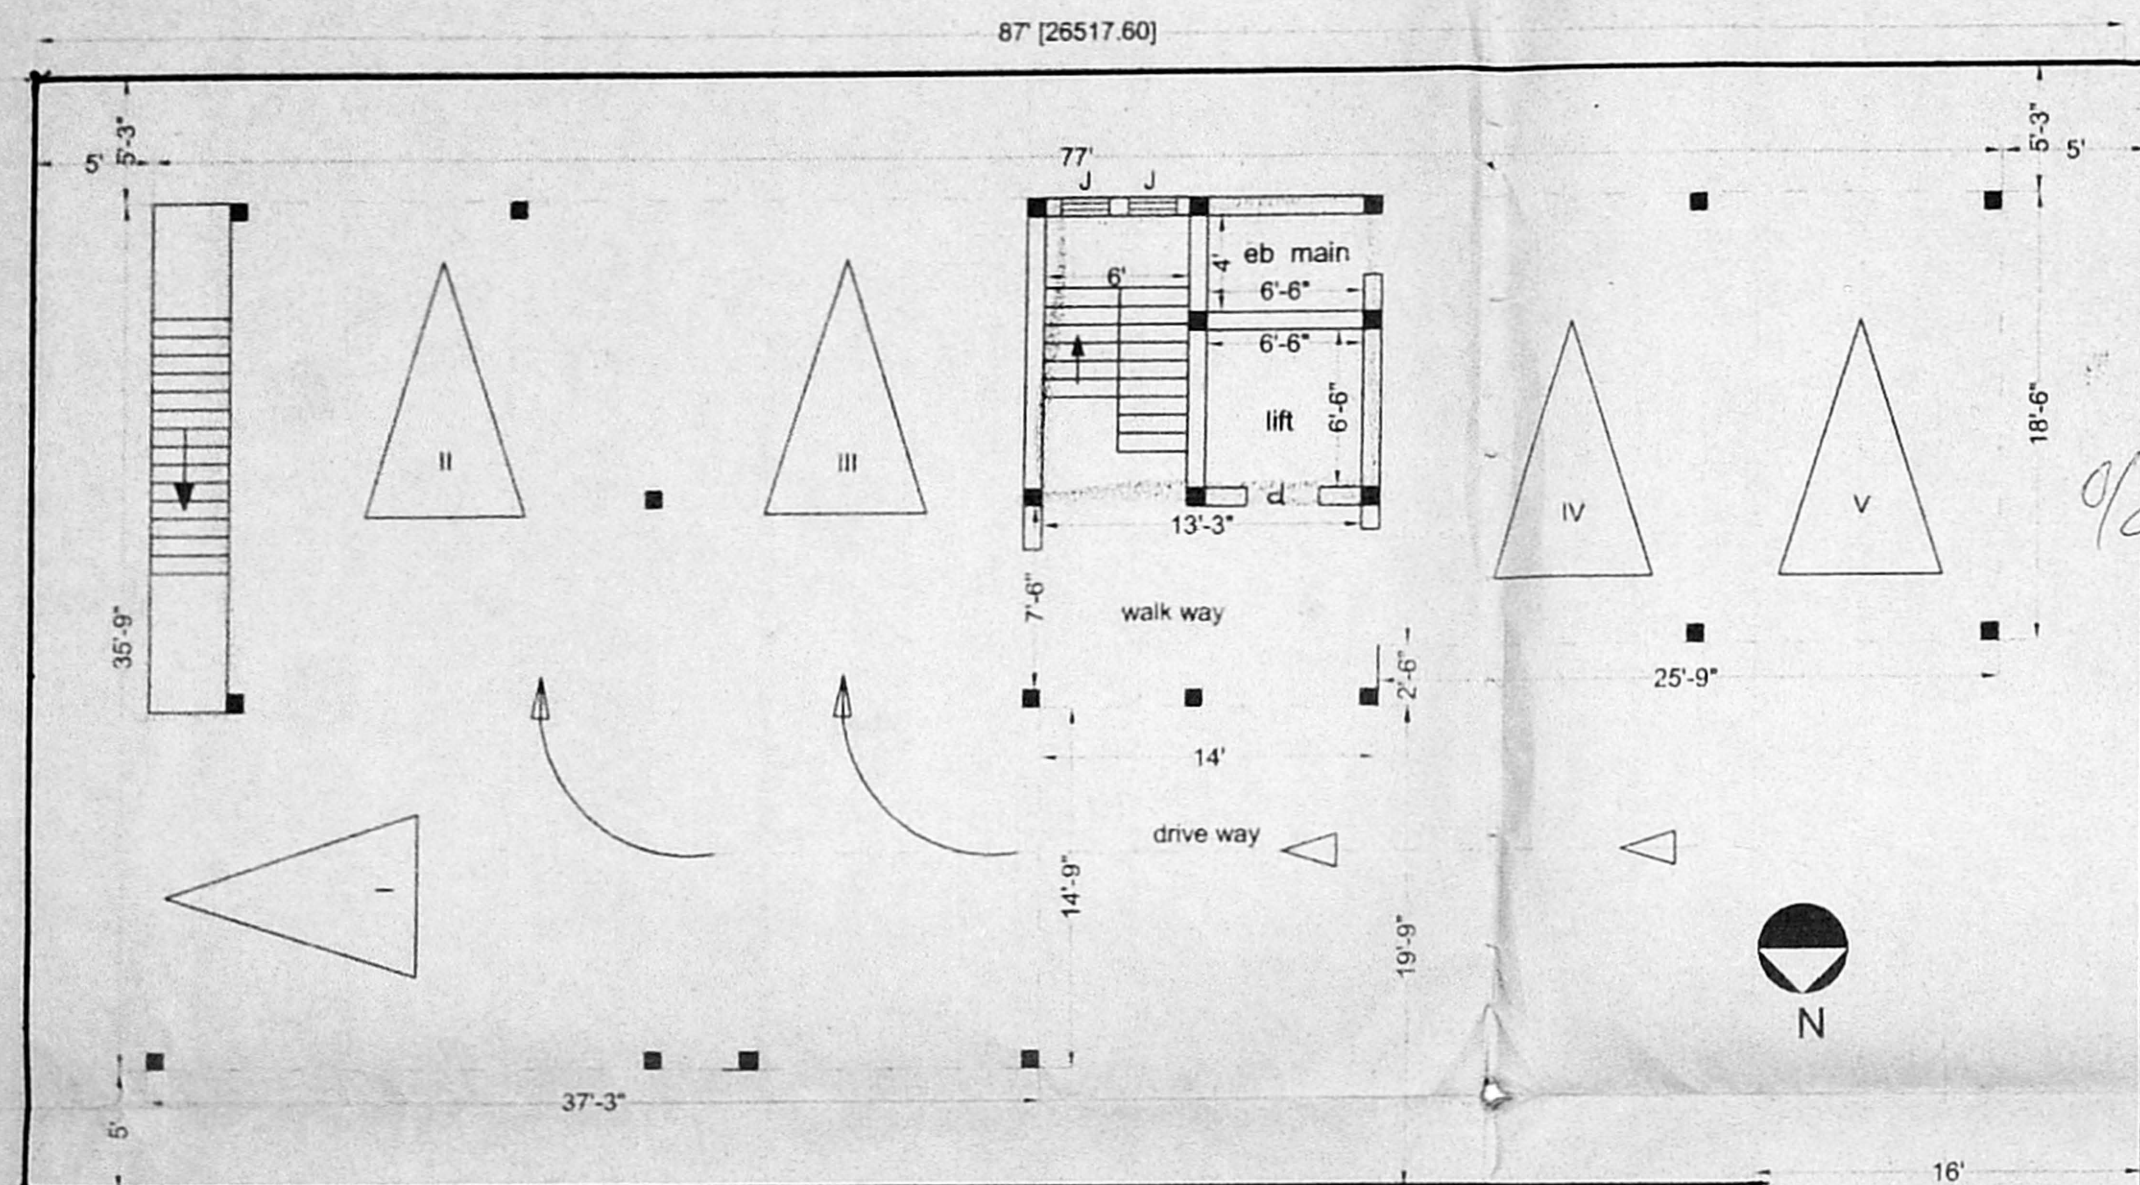 87' [26517.60]
5'-3"
5'
77'
5'-3"
5'
J J
eb main
4'
6'
6'-6"
6'-6"
6'-6"
lift
18'-6"
II
III
IV
V
d
13'-3"
35'-9"
7'-6"
walk way
2'-6"
25'-9"
14'
drive way
14'-9"
I
19'-9"
N
37'-3"
5'
16'